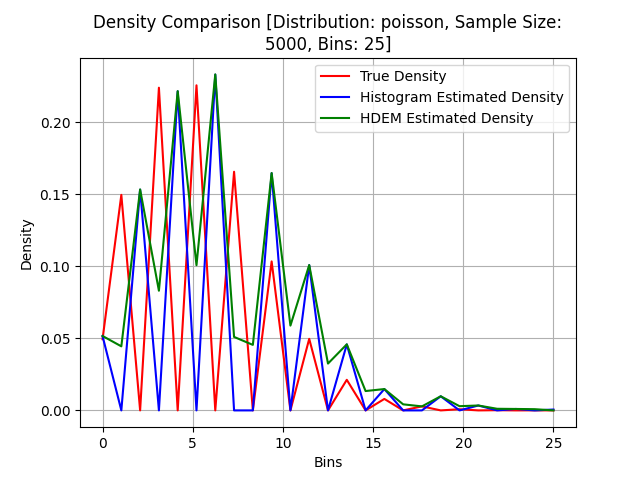 Density Comparison [Distribution: poisson, Sample Size:
5000, Bins: 25]
True Density
Histogram Estimated Density
HDEM Estimated Density
Density
0.20
0.15
0.10
0.05
0.00
0 5 10 15 20 25
Bins